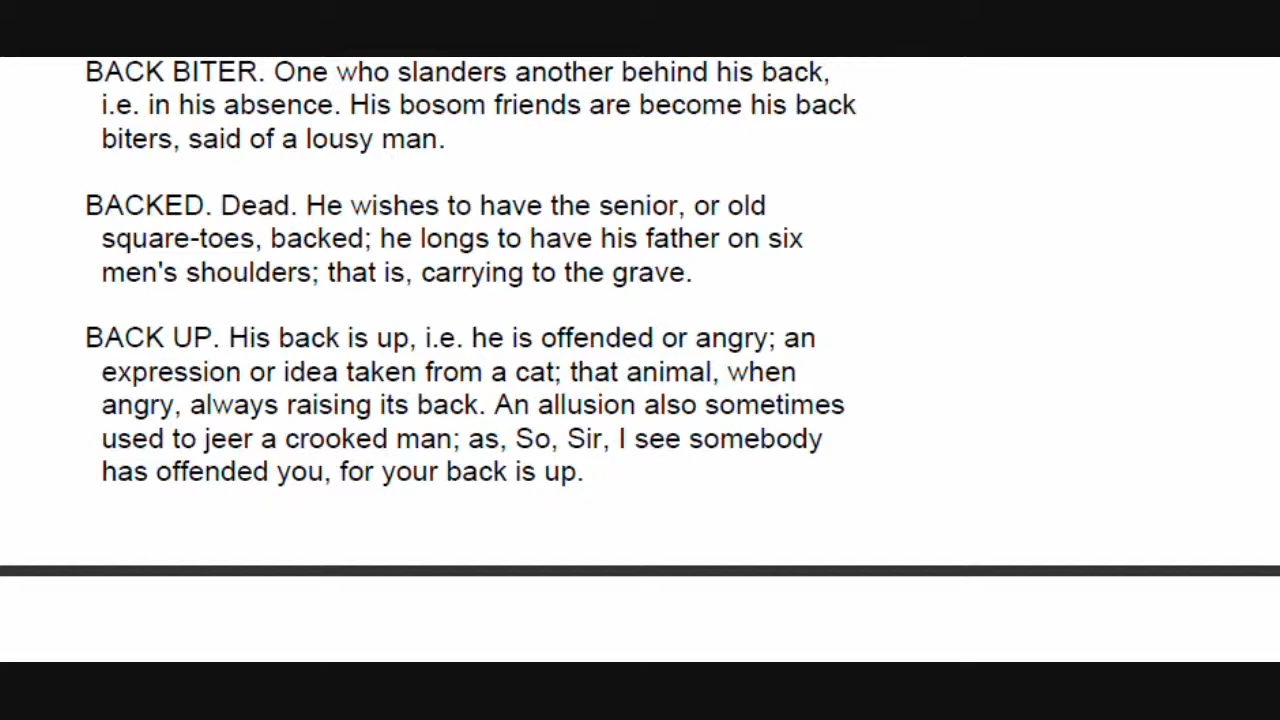 BACK BITER. One who slanders another behind his back,
i.e. in his absence. His bosom friends are become his back
biters, said of a lousy man.
BACKED. Dead. He wishes to have the senior, or old
square-toes, backed; he longs to have his father on six
men's shoulders; that is, carrying to the grave.
BACK UP. His back is up, i.e. he is offended or angry; an
expression or idea taken from a cat; that animal, when
angry, always raising its back. An allusion also sometimes
used to jeer a crooked man; as, So, Sir, I see somebody
has offended you, for your back is up.